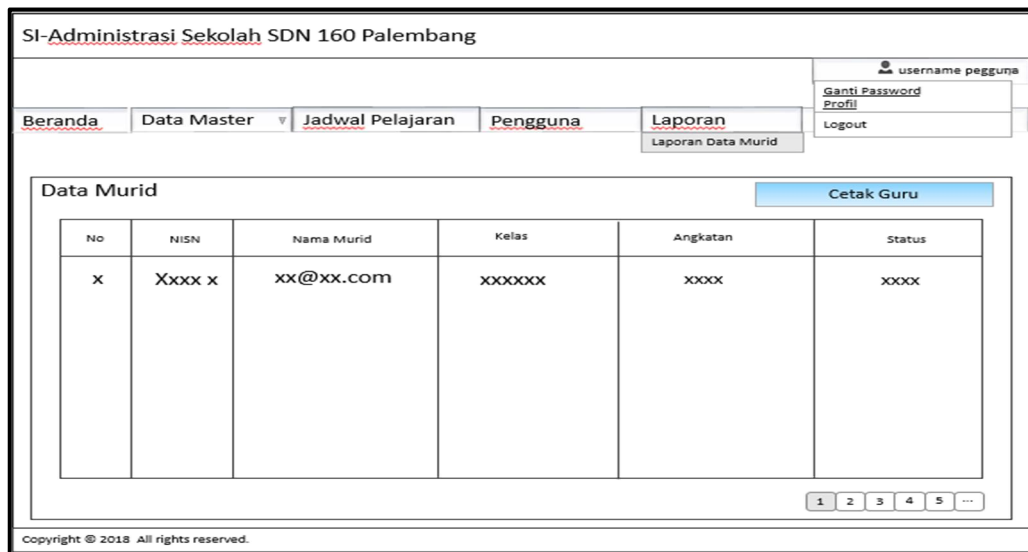 SI-Administrasi Sekolah SDN 160 Palembang
username pegguna
Ganti Password
Profil
Logout
Beranda Data Master Jadwal Pelajaran Pengguna Laporan
Laporan Data Murid
Data Murid
Cetak Guru
No NISN Nama Murid Kelas Angkatan Status
x Xxxx x xx@xx.com xxxxxx xxxx xxxx
1 2 3 4 5 ...
Copyright © 2018 All rights reserved.